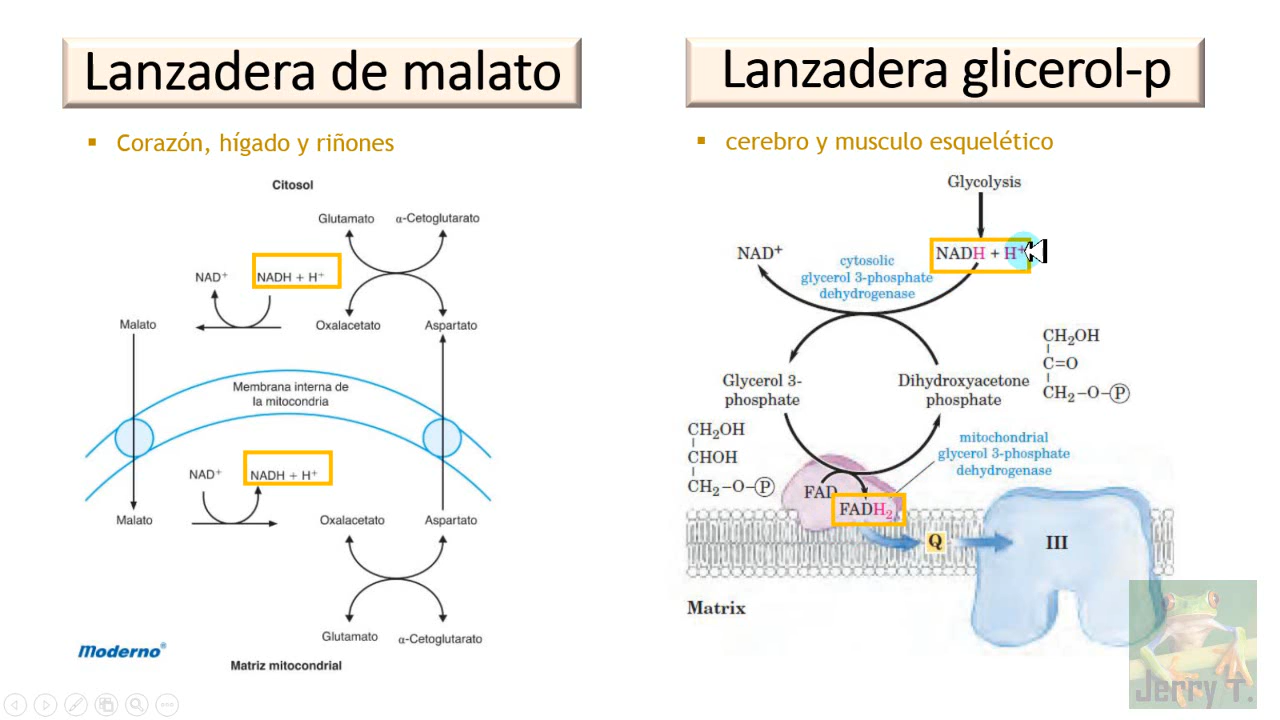 Lanzadera de malato
▪ Corazón, hígado y riñones
Citosol
Glutamato
α-Cetoglutarato
NAD⁺
NADH + H⁺
Malato
Oxalacetato
Aspartato
Membrana interna de
la mitocondria
NAD⁺
NADH + H⁺
Malato
Oxalacetato
Aspartato
Glutamato
α-Cetoglutarato
Moderno®
Matriz mitocondrial
Lanzadera glicerol-p
▪ cerebro y musculo esquelético
Glycolysis
NAD⁺
NADH + H⁺
cytosolic
glycerol 3-phosphate
dehydrogenase
Glycerol 3-
phosphate
Dihydroxyacetone
phosphate
CH₂OH
C=O
CH₂–O–P
CH₂OH
CHOH
CH₂–O–P
mitochondrial
glycerol 3-phosphate
dehydrogenase
FAD
FADH₂
Q
III
Matrix
Jerry T.